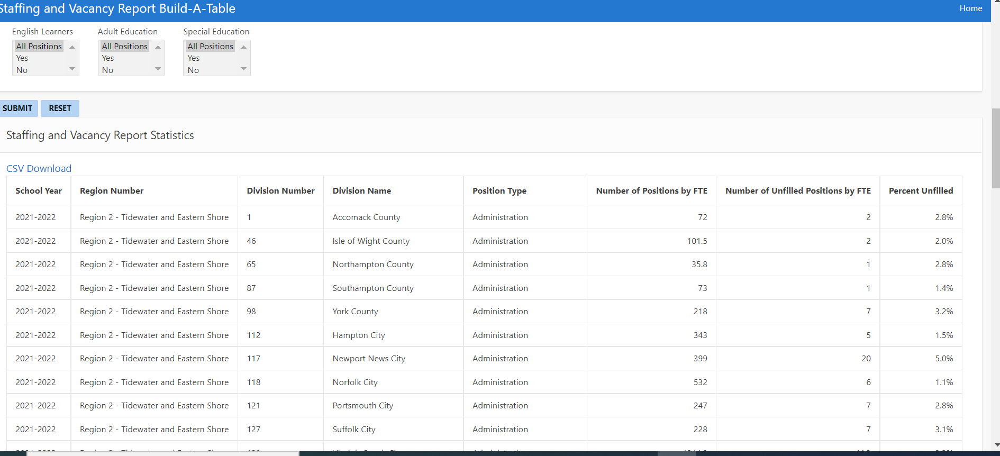 Staffing and Vacancy Report Build-A-Table Home
English Learners Adult Education Special Education
All Positions All Positions All Positions
Yes Yes Yes
No No No
SUBMIT RESET
Staffing and Vacancy Report Statistics
CSV Download
School Year Region Number Division Number Division Name Position Type Number of Positions by FTE Number of Unfilled Positions by FTE Percent Unfilled
2021-2022 Region 2 - Tidewater and Eastern Shore 1 Accomack County Administration 72 2 2.8%
2021-2022 Region 2 - Tidewater and Eastern Shore 46 Isle of Wight County Administration 101.5 2 2.0%
2021-2022 Region 2 - Tidewater and Eastern Shore 65 Northampton County Administration 35.8 1 2.8%
2021-2022 Region 2 - Tidewater and Eastern Shore 87 Southampton County Administration 73 1 1.4%
2021-2022 Region 2 - Tidewater and Eastern Shore 98 York County Administration 218 7 3.2%
2021-2022 Region 2 - Tidewater and Eastern Shore 112 Hampton City Administration 343 5 1.5%
2021-2022 Region 2 - Tidewater and Eastern Shore 117 Newport News City Administration 399 20 5.0%
2021-2022 Region 2 - Tidewater and Eastern Shore 118 Norfolk City Administration 532 6 1.1%
2021-2022 Region 2 - Tidewater and Eastern Shore 121 Portsmouth City Administration 247 7 2.8%
2021-2022 Region 2 - Tidewater and Eastern Shore 127 Suffolk City Administration 228 7 3.1%